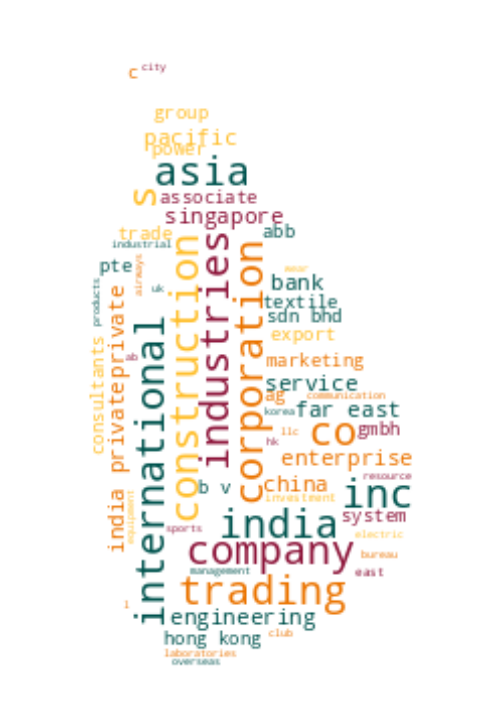 c city
group
pacific
power
asia
s associate
singapore
trade abb
industrial
pte airways
uk
wear
bank
products
textile
sdn bhd
export
private
india private
consultants
ab
international
construction
industries
corporation
marketing
service
ag communication
korea far east
llc co gmbh
hk
enterprise
resource
china
b v
investment
inc
equipment
system
sports india
electric
company
bureau
management east
trading
i
engineering
hong kong club
laboratories
overseas